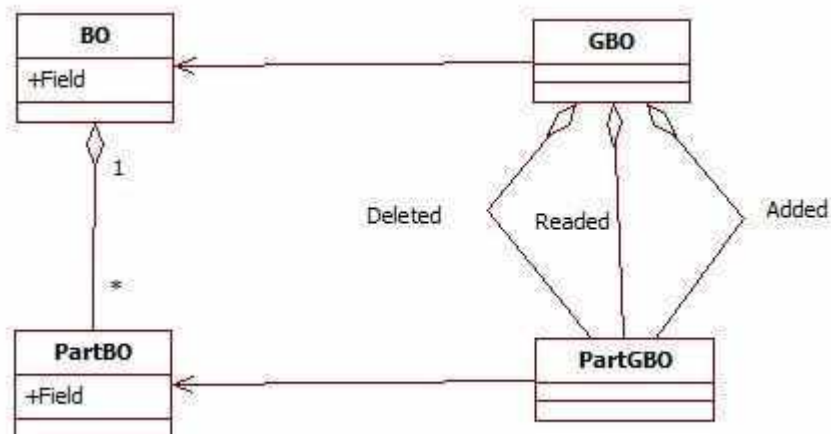 BO
+Field
GBO
1
*
Deleted
Readed
Added
PartBO
+Field
PartGBO